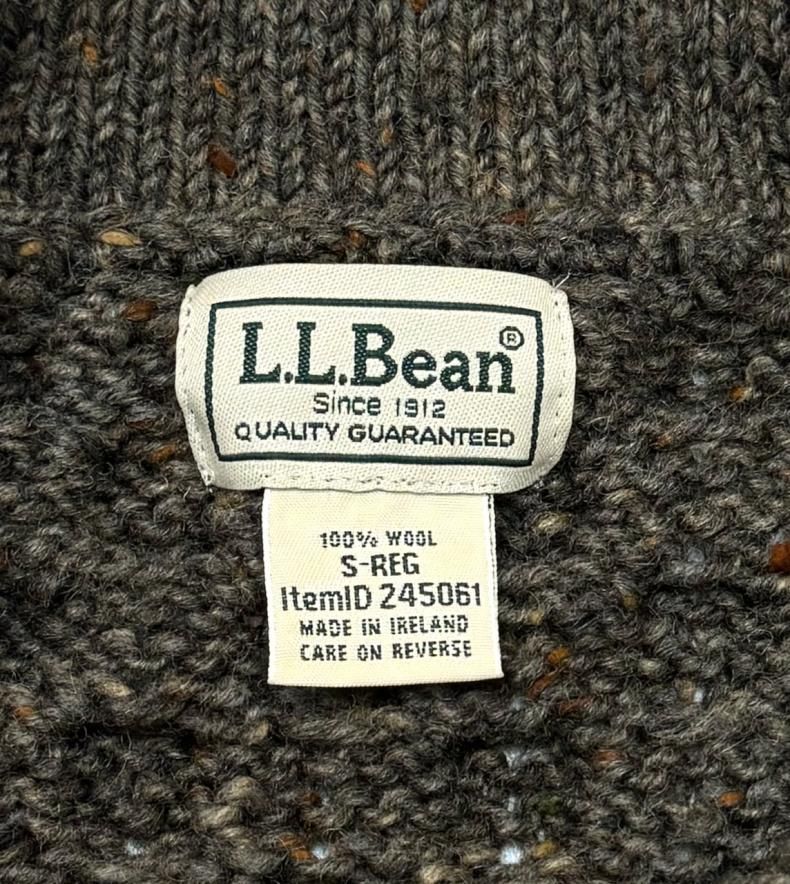 L.L.Bean®
Since 1912
QUALITY GUARANTEED
100% WOOL
S-REG
ItemID 245061
MADE IN IRELAND
CARE ON REVERSE